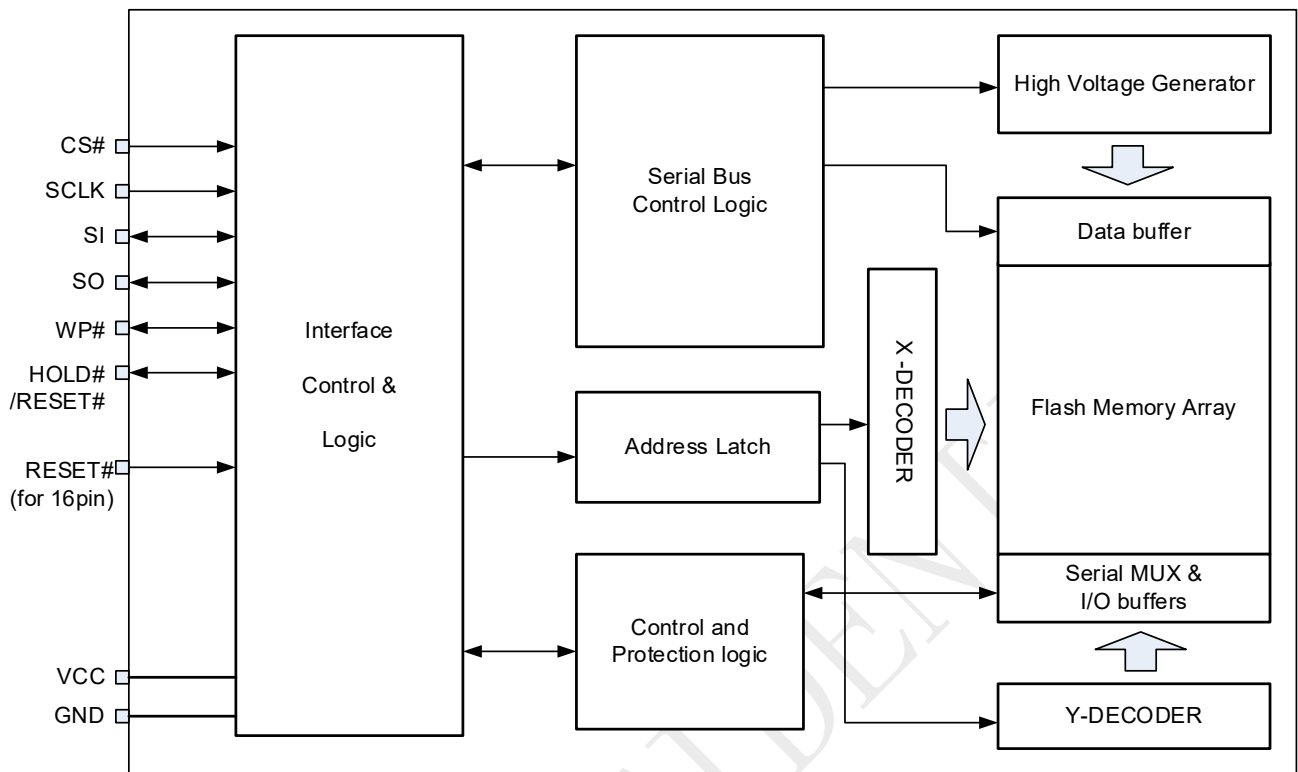 CS#
SCLK
SI
SO
WP#
HOLD#
/RESET#
RESET#
(for 16pin)
VCC
GND
Interface
Control &
Logic
Serial Bus
Control Logic
Address Latch
Control and
Protection logic
X -DECODER
High Voltage Generator
Data buffer
Flash Memory Array
Serial MUX &
I/O buffers
Y-DECODER